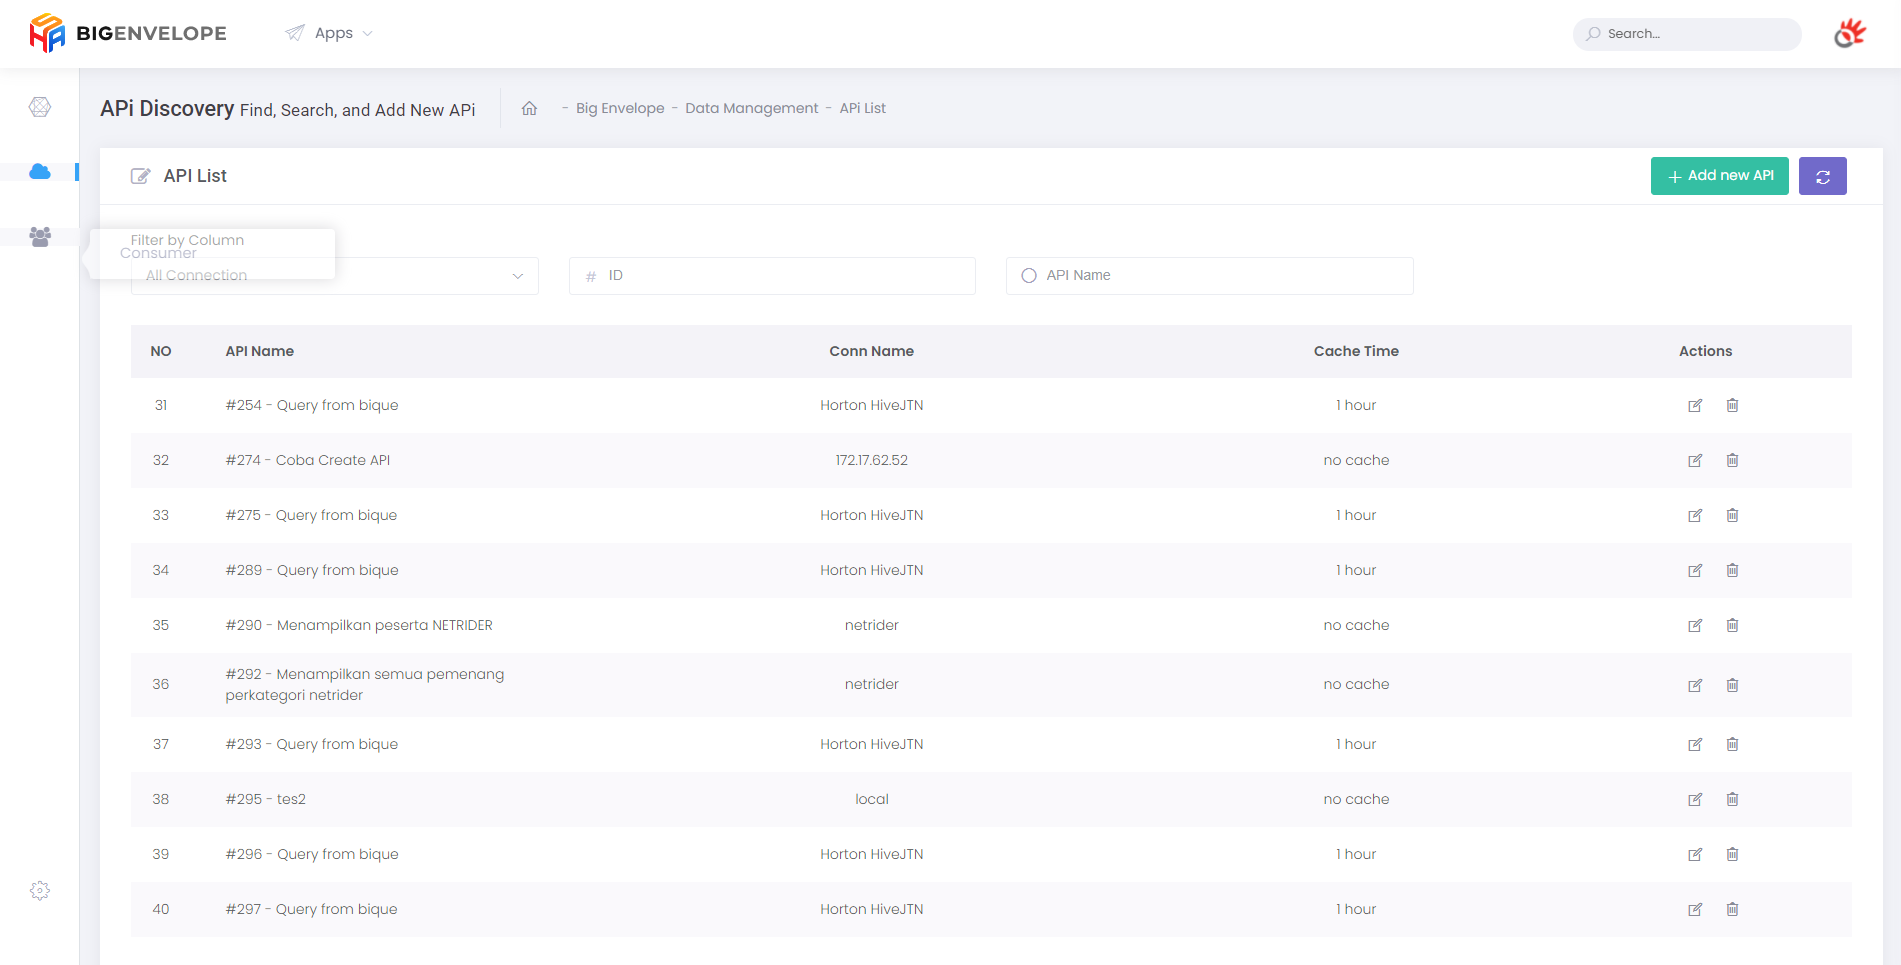 BIGENVELOPE
Apps
Search...
APi Discovery Find, Search, and Add New APi
- Big Envelope - Data Management - APi List
API List
Add new API
Filter by Column
Consumer
All Connection
# ID
API Name
NO API Name Conn Name Cache Time Actions
31 #254 - Query from bique Horton HiveJTN 1 hour
32 #274 - Coba Create API 172.17.62.52 no cache
33 #275 - Query from bique Horton HiveJTN 1 hour
34 #289 - Query from bique Horton HiveJTN 1 hour
35 #290 - Menampilkan peserta NETRIDER netrider no cache
36 #292 - Menampilkan semua pemenang perkategori netrider netrider no cache
37 #293 - Query from bique Horton HiveJTN 1 hour
38 #295 - tes2 local no cache
39 #296 - Query from bique Horton HiveJTN 1 hour
40 #297 - Query from bique Horton HiveJTN 1 hour